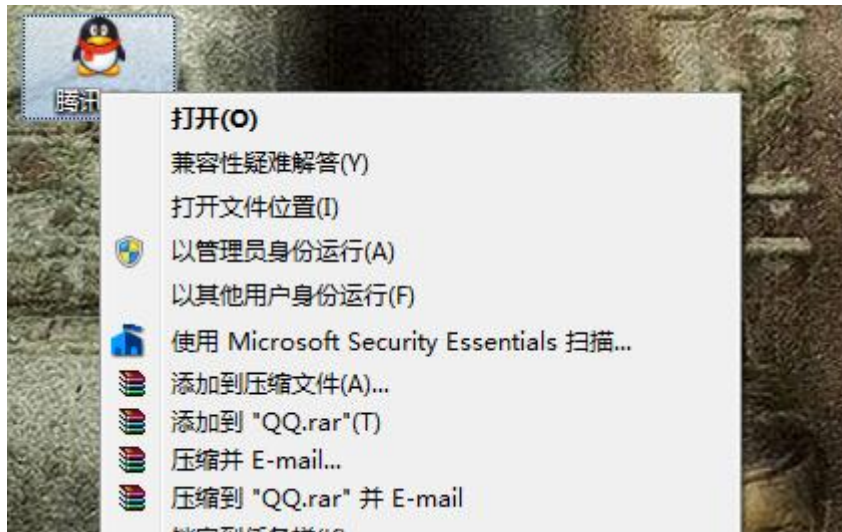 腾讯
打开(O)
兼容性疑难解答(Y)
打开文件位置(I)
以管理员身份运行(A)
以其他用户身份运行(F)
使用 Microsoft Security Essentials 扫描...
添加到压缩文件(A)...
添加到 "QQ.rar"(T)
压缩并 E-mail...
压缩到 "QQ.rar" 并 E-mail